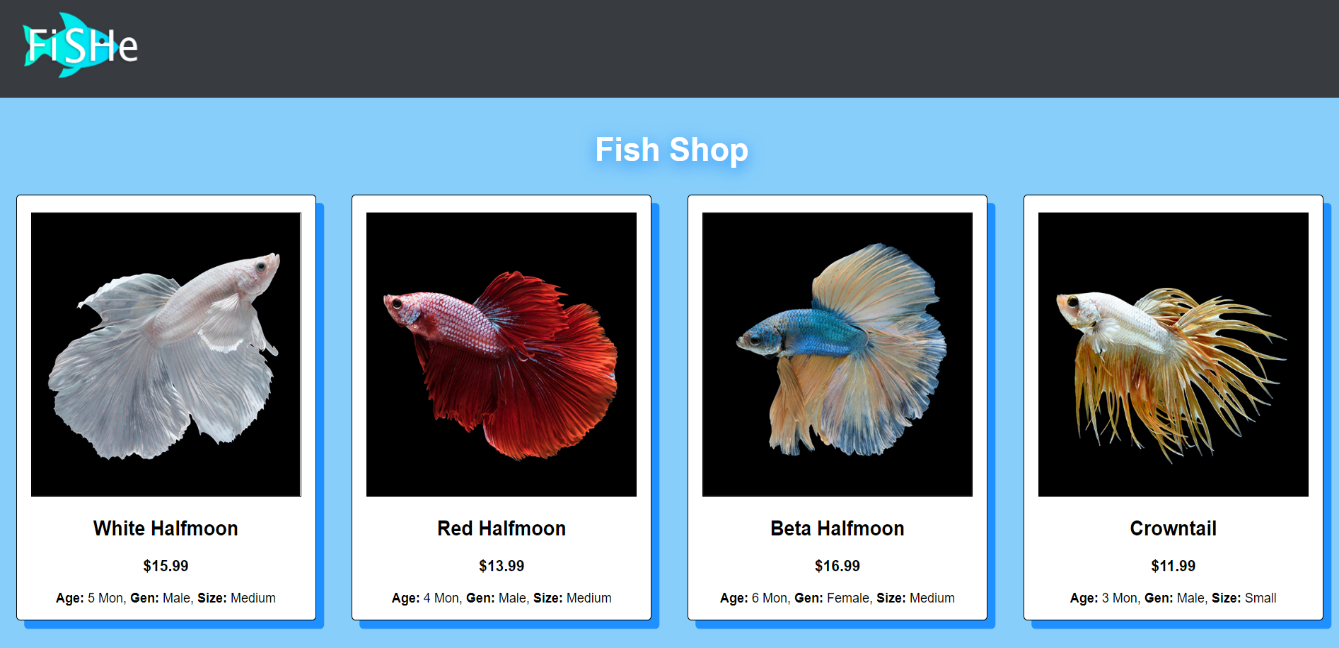 FiSHe
Fish Shop
White Halfmoon
$15.99
Age: 5 Mon, Gen: Male, Size: Medium
Red Halfmoon
$13.99
Age: 4 Mon, Gen: Male, Size: Medium
Beta Halfmoon
$16.99
Age: 6 Mon, Gen: Female, Size: Medium
Crowntail
$11.99
Age: 3 Mon, Gen: Male, Size: Small